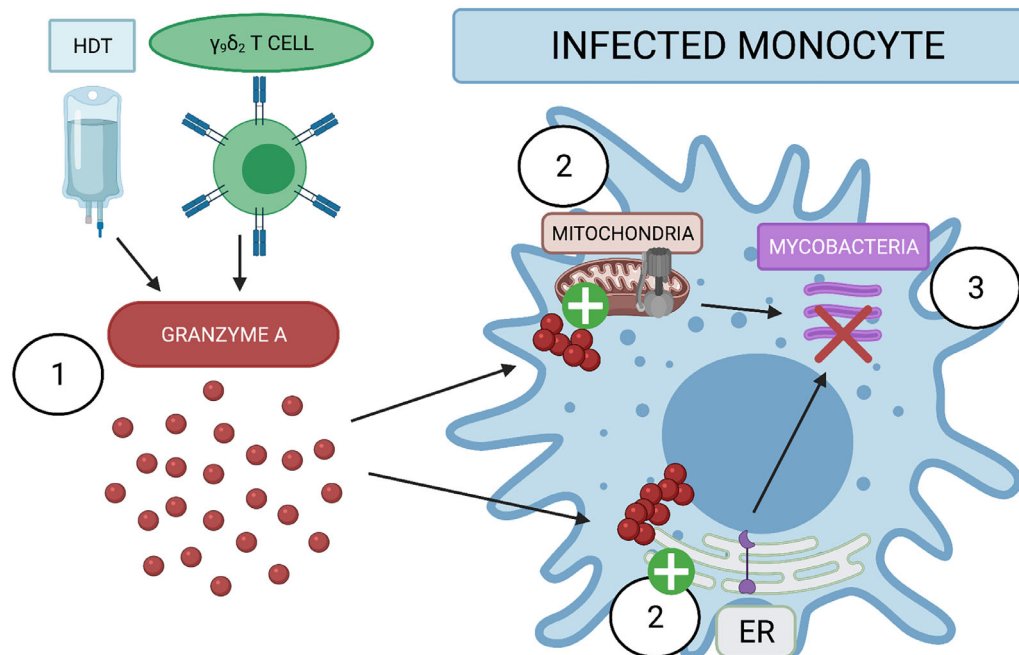 HDT
γ₉δ₂ T CELL
INFECTED MONOCYTE
2
MITOCHONDRIA
MYCOBACTERIA
3
GRANZYME A
1
2
ER